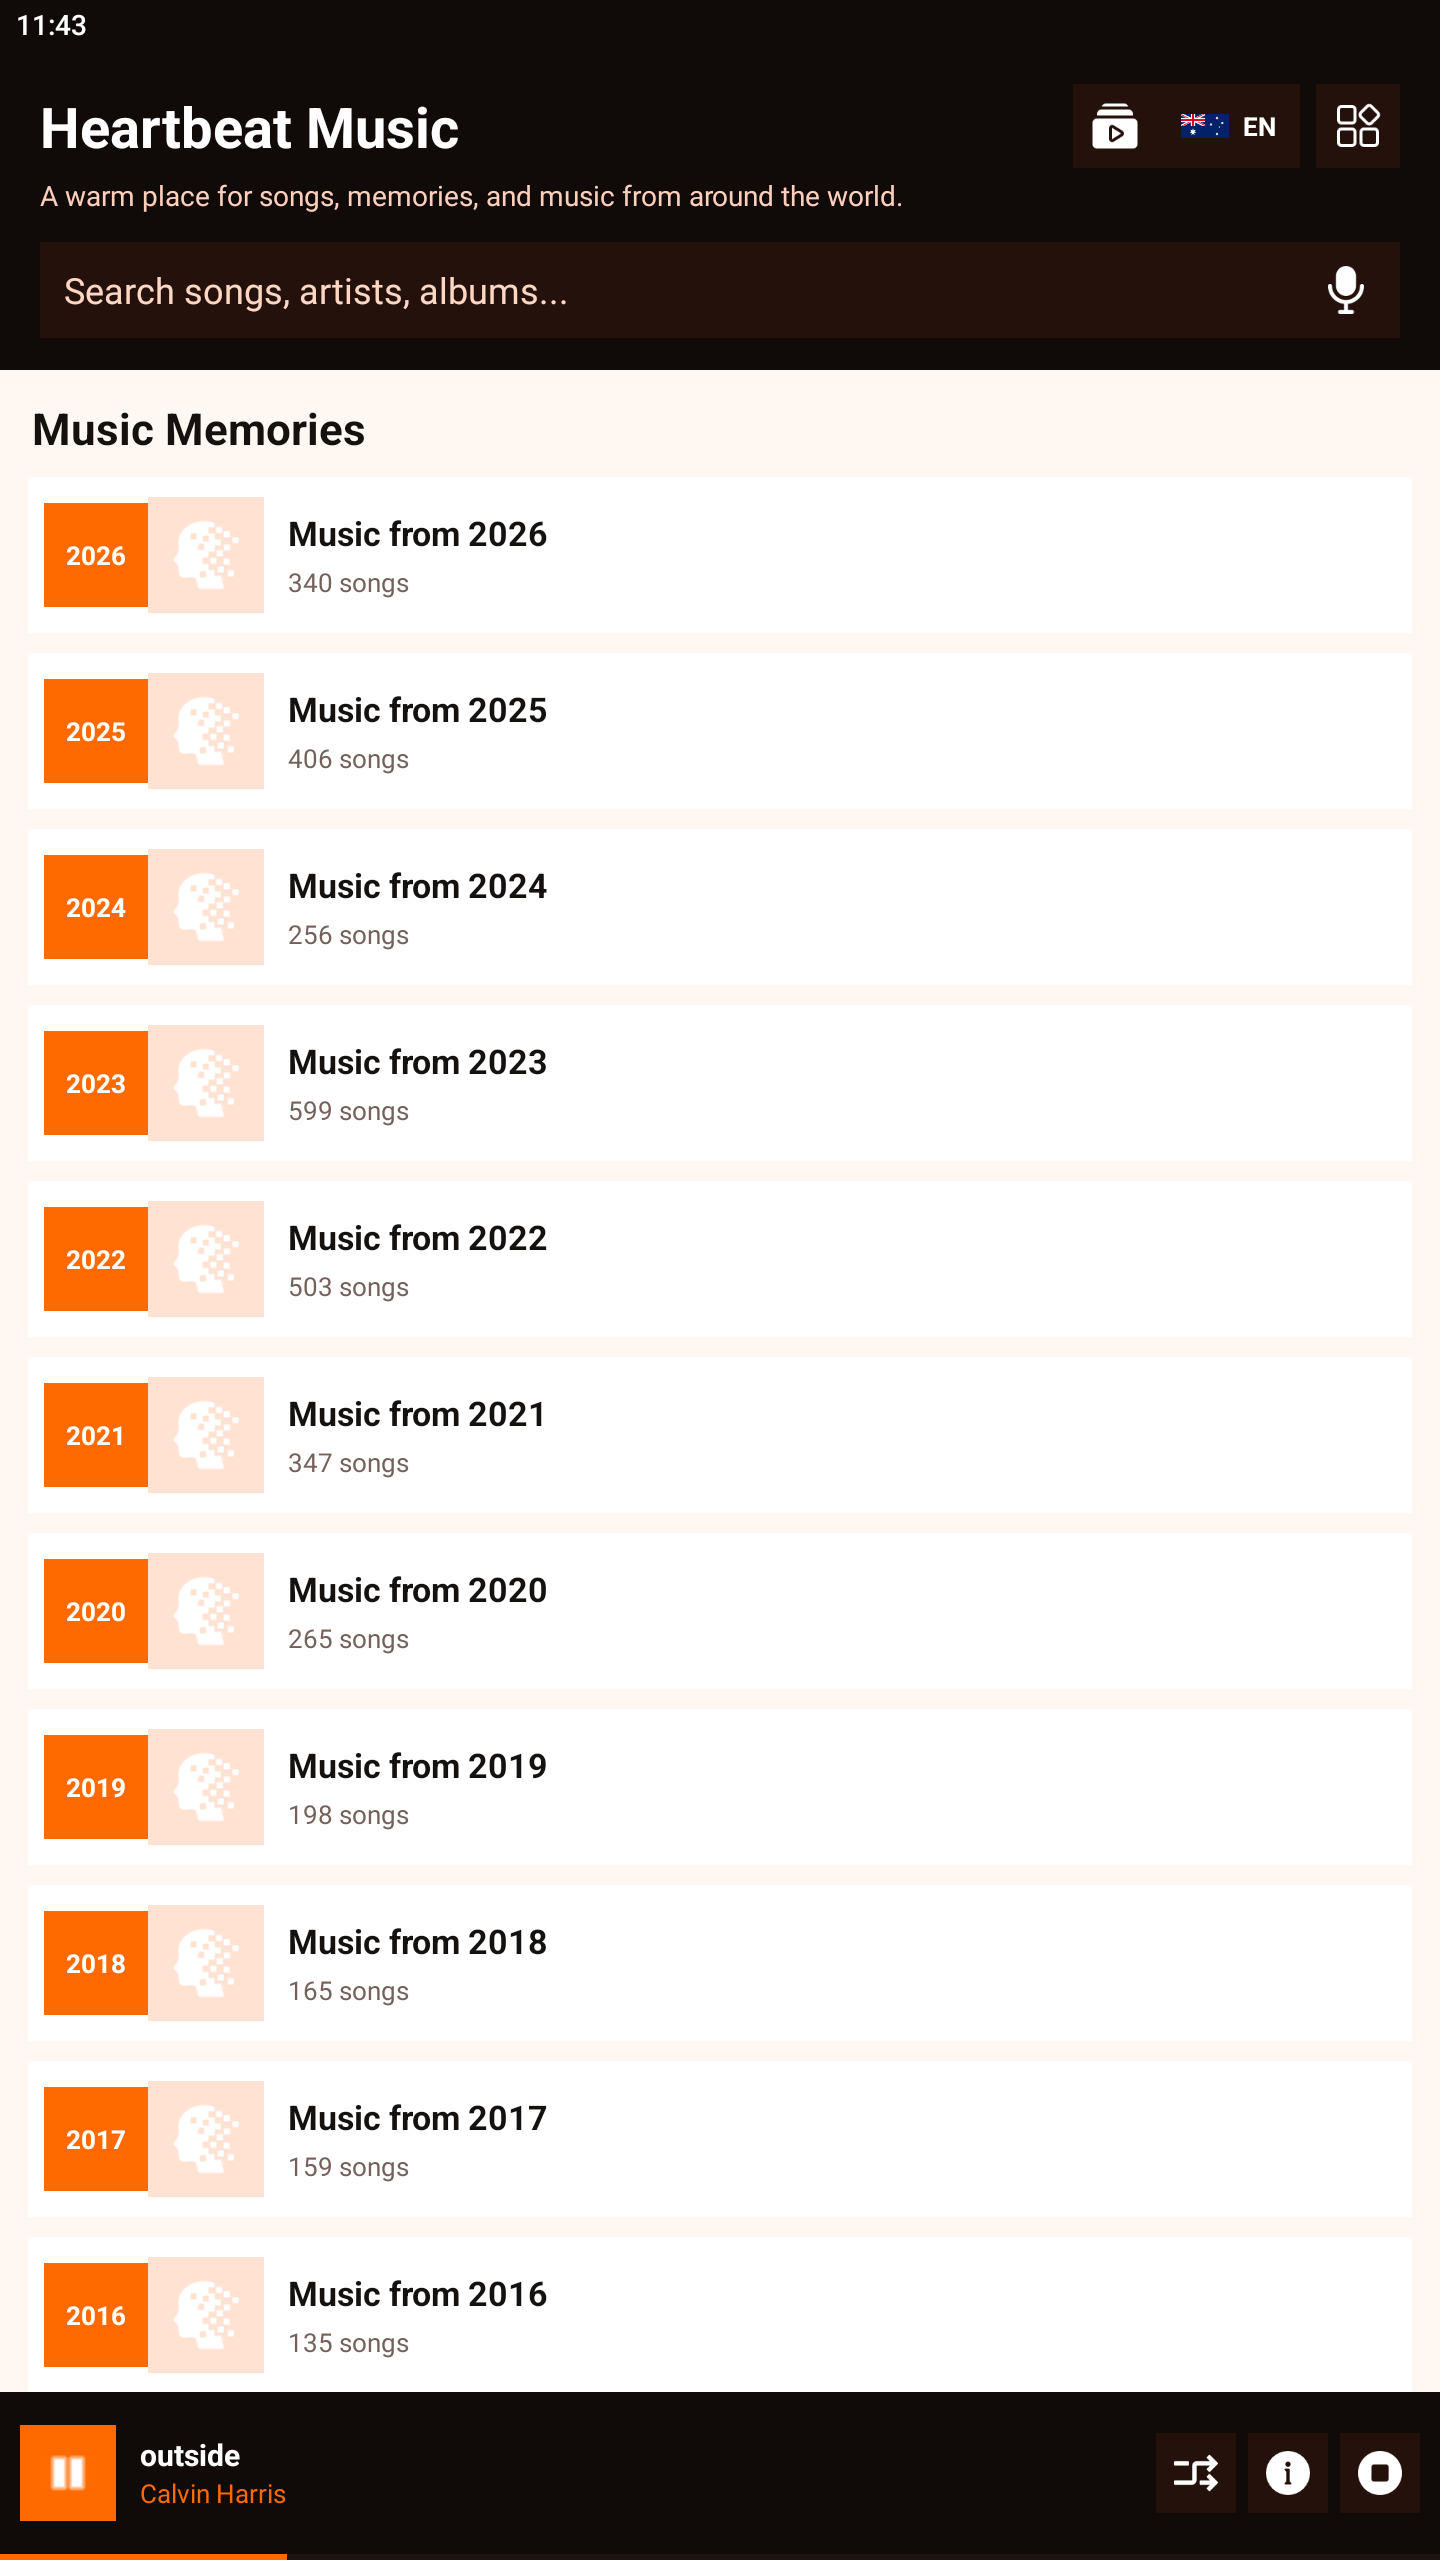 11:43
Heartbeat Music
EN
A warm place for songs, memories, and music from around the world.
Search songs, artists, albums...
Music Memories
2026
Music from 2026
340 songs
2025
Music from 2025
406 songs
2024
Music from 2024
256 songs
2023
Music from 2023
599 songs
2022
Music from 2022
503 songs
2021
Music from 2021
347 songs
2020
Music from 2020
265 songs
2019
Music from 2019
198 songs
2018
Music from 2018
165 songs
2017
Music from 2017
159 songs
2016
Music from 2016
135 songs
outside
Calvin Harris